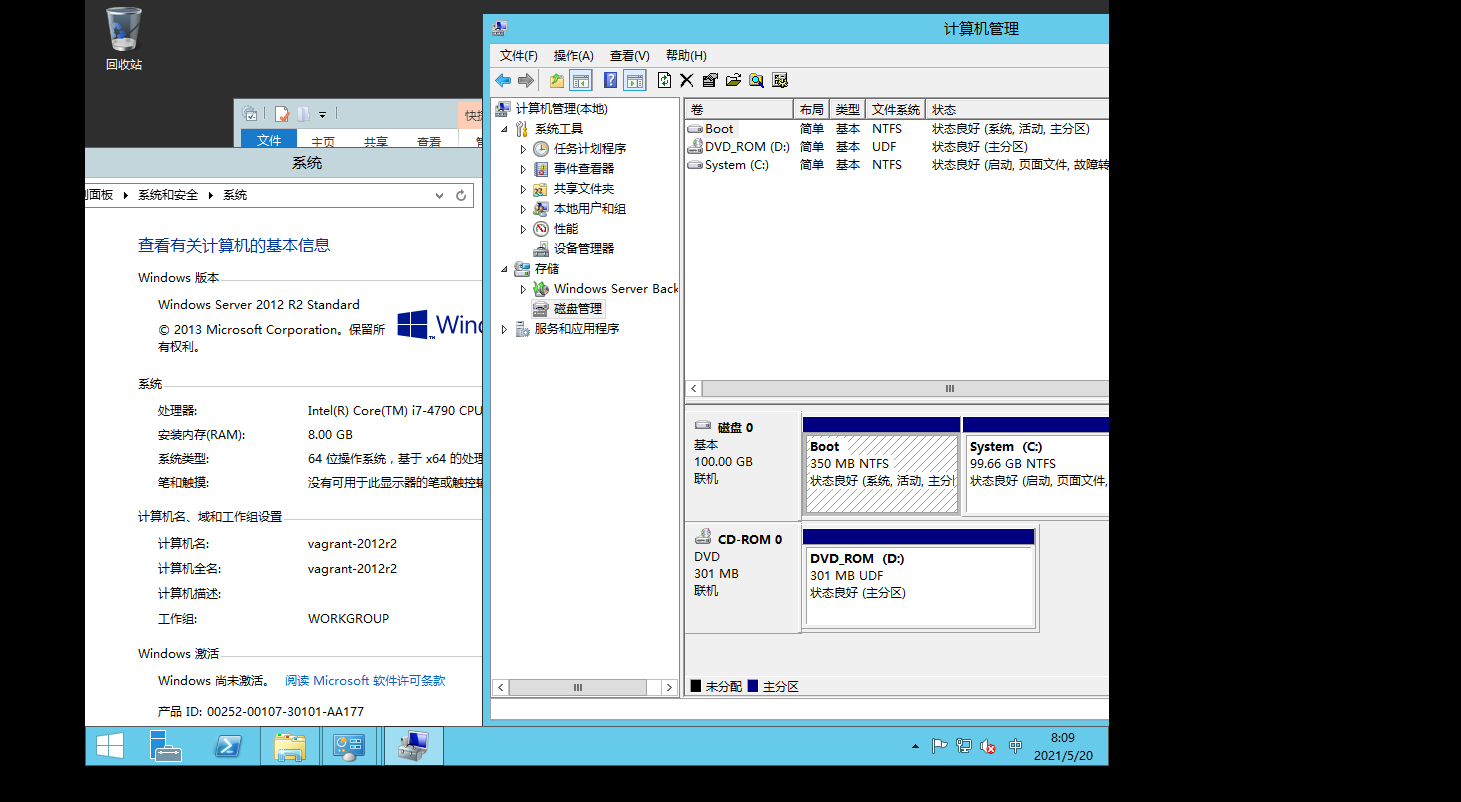 回收站
文件
主页
共享
查看
系统
系统和安全
系统
查看有关计算机的基本信息
Windows 版本
Windows Server 2012 R2 Standard
© 2013 Microsoft Corporation。保留所
有权利。
系统
处理器:
Intel(R) Core(TM) i7-4790 CPU
安装内存(RAM):
8.00 GB
系统类型:
64 位操作系统，基于 x64 的处理
笔和触摸:
没有可用于此显示器的笔或触控输
计算机名、域和工作组设置
计算机名:
vagrant-2012r2
计算机全名:
vagrant-2012r2
计算机描述:
工作组:
WORKGROUP
Windows 激活
Windows 尚未激活。 阅读 Microsoft 软件许可条款
产品 ID: 00252-00107-30101-AA177
计算机管理
文件(F) 操作(A) 查看(V) 帮助(H)
计算机管理(本地)
系统工具
任务计划程序
事件查看器
共享文件夹
本地用户和组
性能
设备管理器
存储
Windows Server Back
磁盘管理
服务和应用程序
卷 布局 类型 文件系统 状态
Boot 简单 基本 NTFS 状态良好 (系统, 活动, 主分区)
DVD_ROM (D:) 简单 基本 UDF 状态良好 (主分区)
System (C:) 简单 基本 NTFS 状态良好 (启动, 页面文件, 故障转
磁盘 0
基本
100.00 GB
联机
Boot
350 MB NTFS
状态良好 (系统, 活动, 主分
System (C:)
99.66 GB NTFS
状态良好 (启动, 页面文件,
CD-ROM 0
DVD
301 MB
联机
DVD_ROM (D:)
301 MB UDF
状态良好 (主分区)
未分配 主分区
中
8:09
2021/5/20